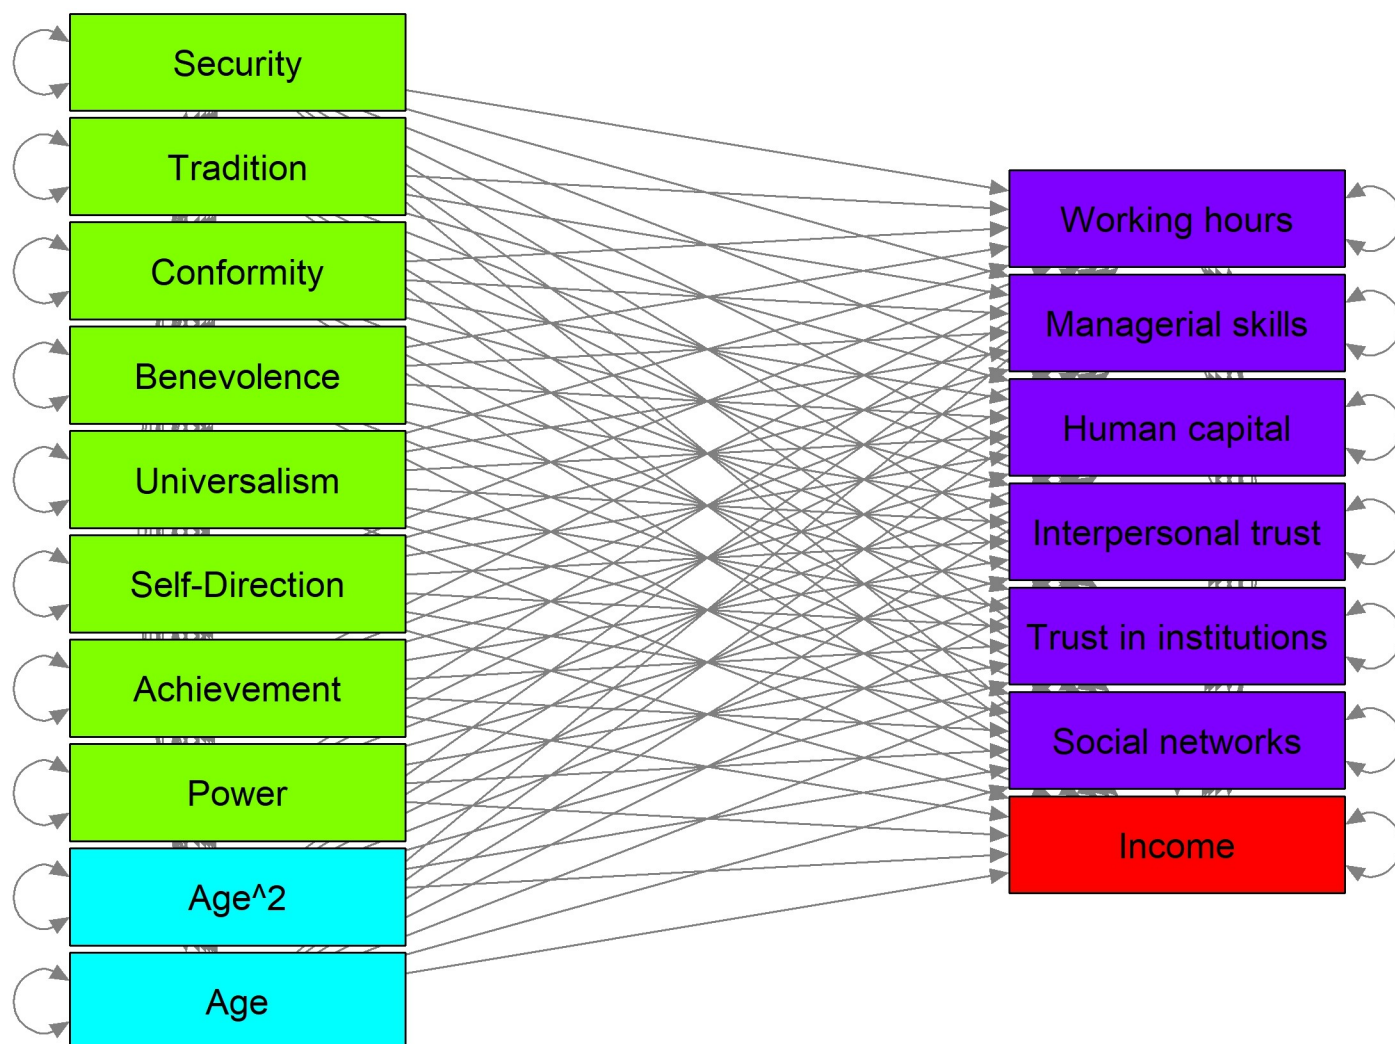 Security
Tradition
Conformity
Benevolence
Universalism
Self-Direction
Achievement
Power
Age^2
Age
Working hours
Managerial skills
Human capital
Interpersonal trust
Trust in institutions
Social networks
Income